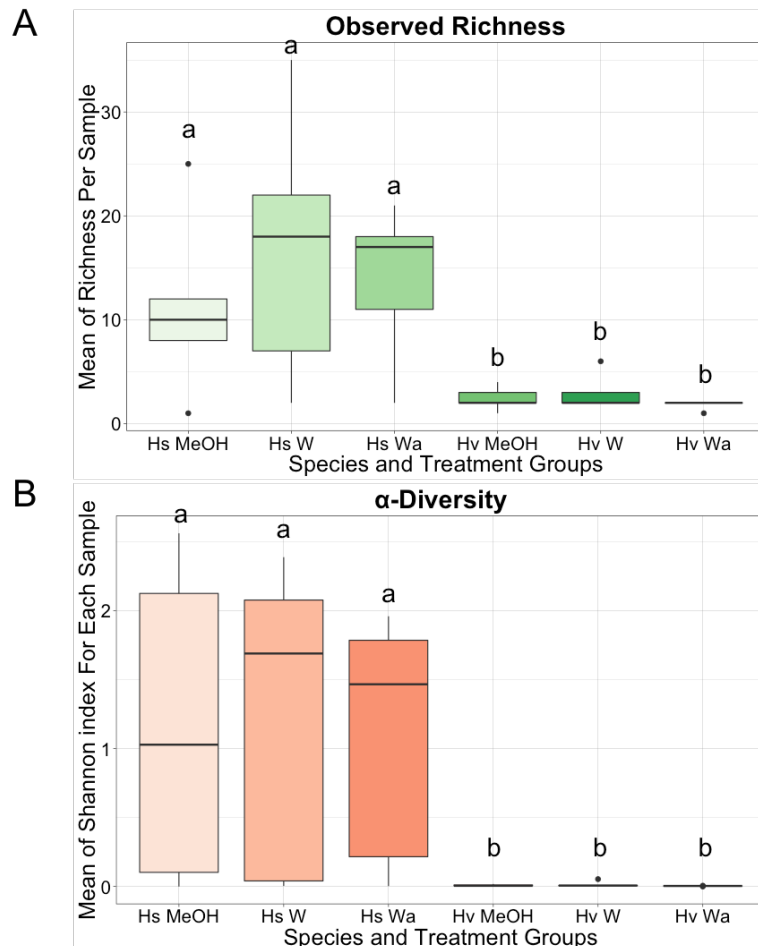 A
Observed Richness
Mean of Richness Per Sample
30
20
10
0
a
a
a
b
b
b
Hs MeOH
Hs W
Hs Wa
Hv MeOH
Hv W
Hv Wa
Species and Treatment Groups
B
α-Diversity
Mean of Shannon index For Each Sample
2
1
0
a
a
a
b
b
b
Hs MeOH
Hs W
Hs Wa
Hv MeOH
Hv W
Hv Wa
Species and Treatment Groups